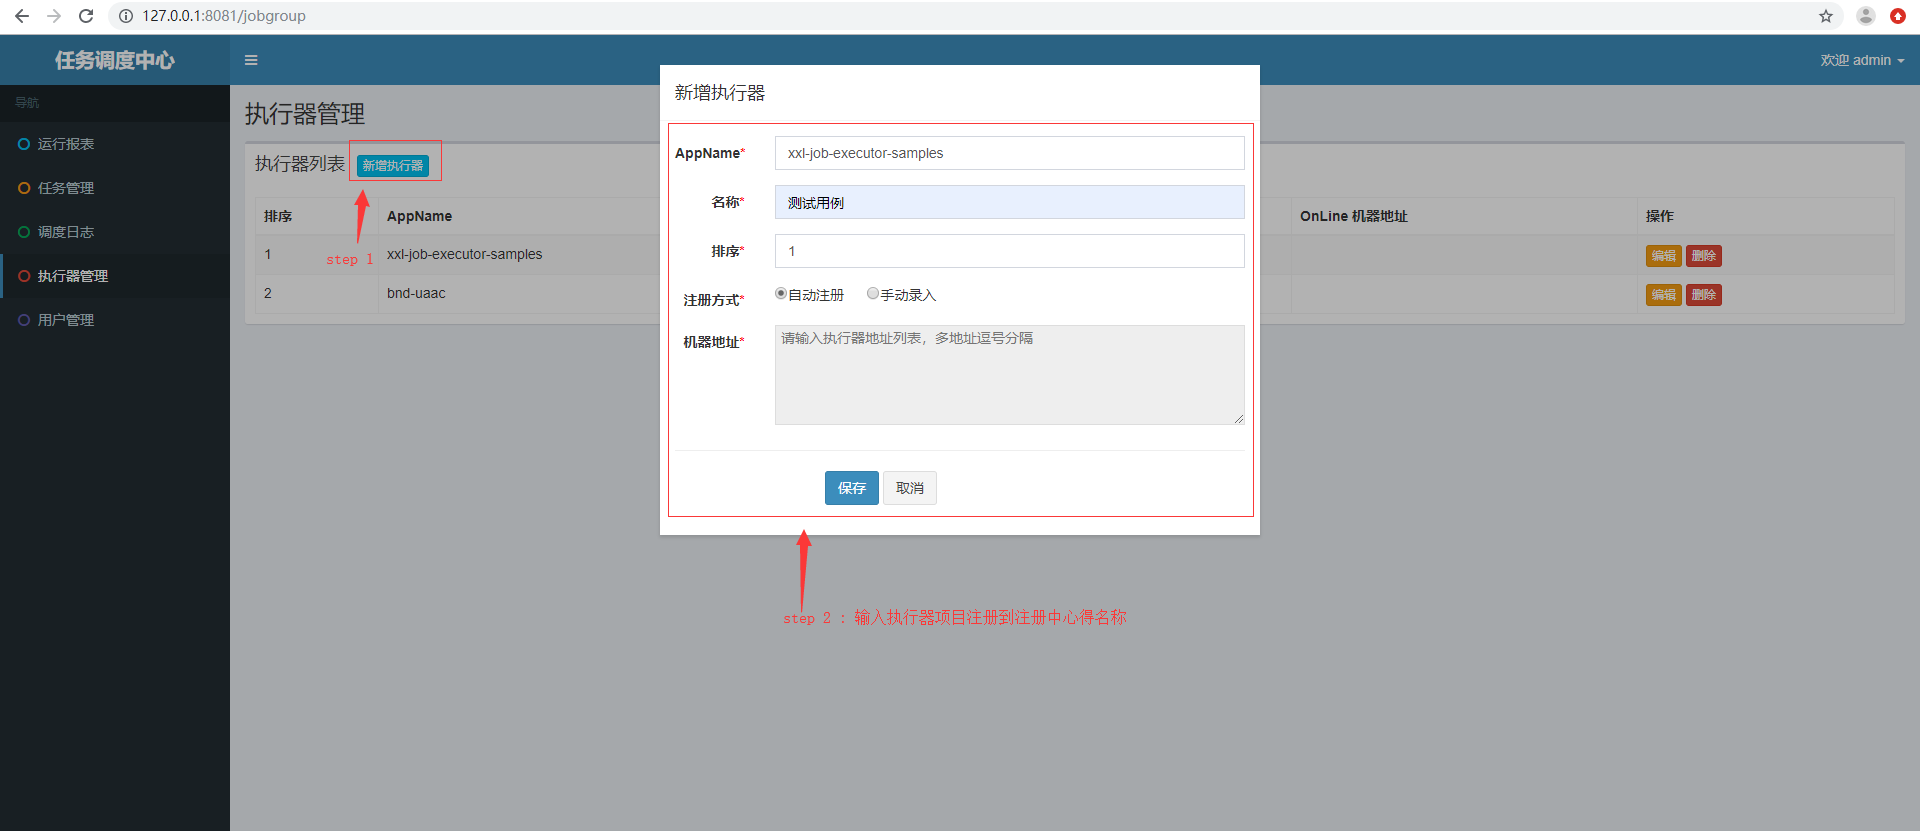 127.0.0.1:8081/jobgroup
任务调度中心
欢迎 admin
导航
运行报表
任务管理
调度日志
执行器管理
用户管理
执行器管理
执行器列表 新增执行器
排序 AppName OnLine 机器地址 操作
1 xxl-job-executor-samples 编辑 删除
2 bnd-uaac 编辑 删除
step 1
新增执行器
AppName* xxl-job-executor-samples
名称* 测试用例
排序* 1
注册方式* 自动注册 手动录入
机器地址* 请输入执行器地址列表，多地址逗号分隔
保存 取消
step 2 : 输入执行器项目注册到注册中心得名称